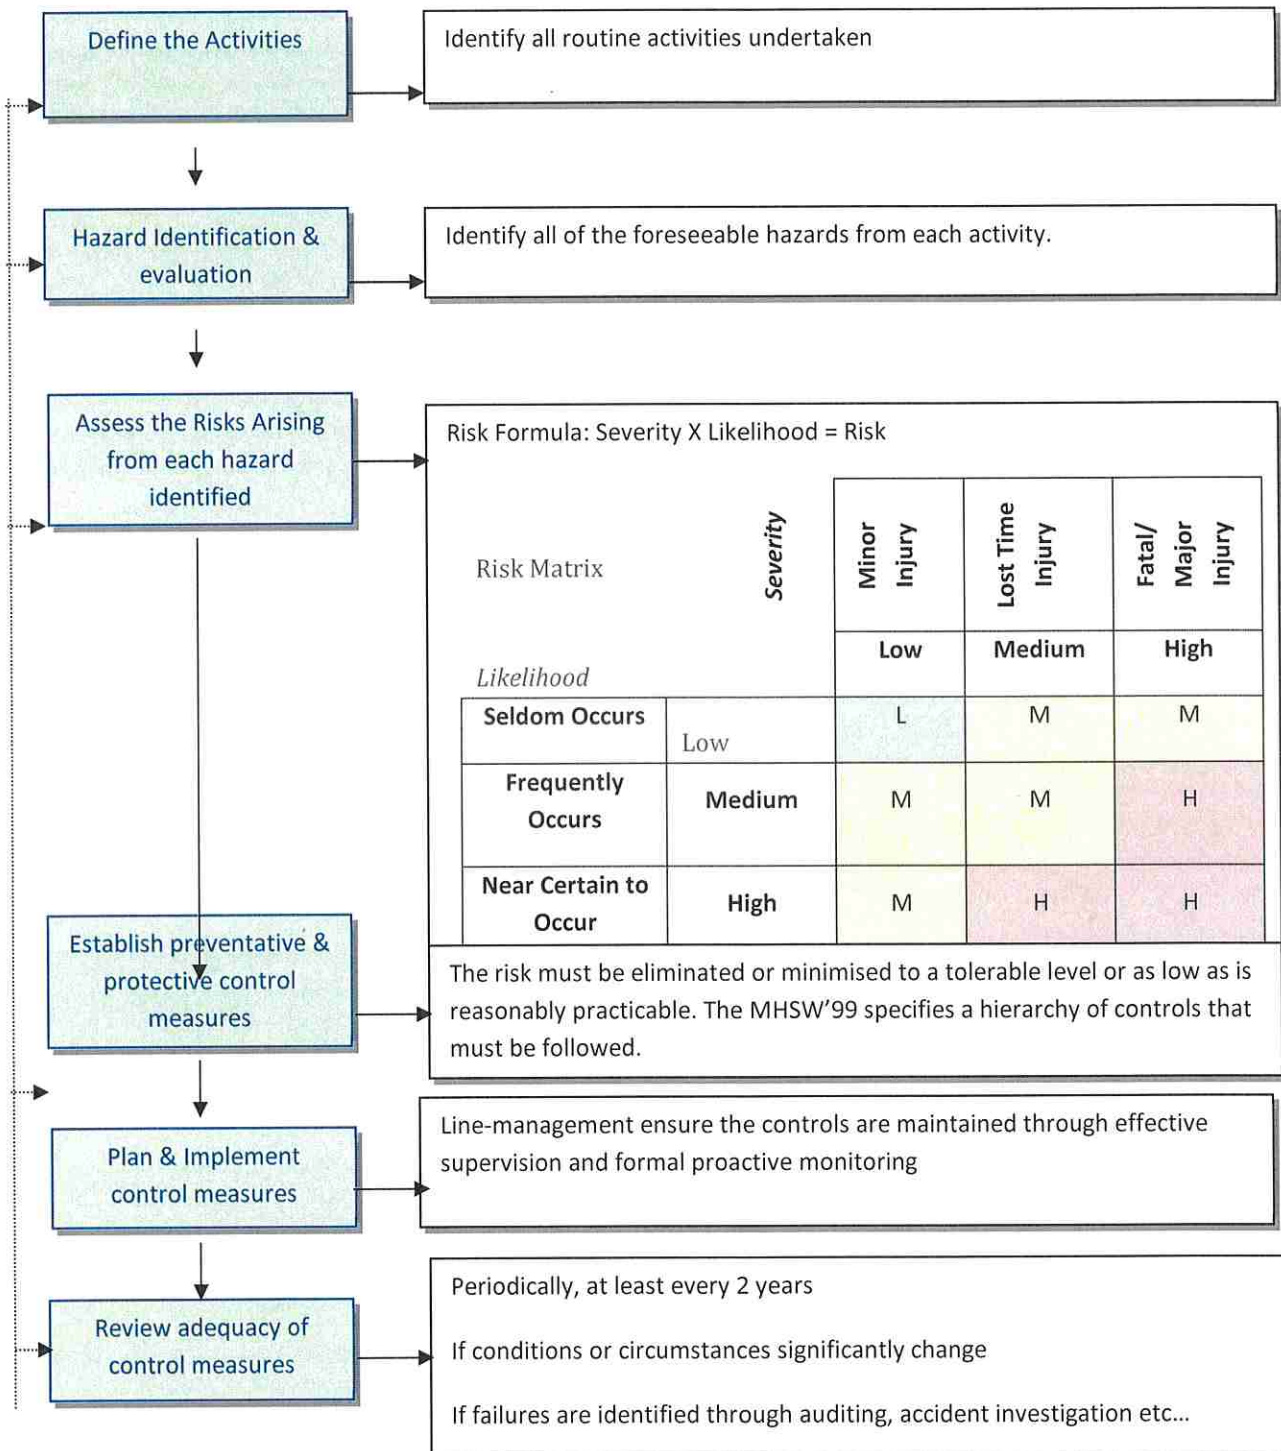 Define the Activities
Identify all routine activities undertaken
Hazard Identification &
evaluation
Identify all of the foreseeable hazards from each activity.
Assess the Risks Arising
from each hazard
identified
Risk Formula: Severity X Likelihood = Risk
Risk Matrix
Severity
Minor
Injury
Lost Time
Injury
Fatal/
Major
Injury
Low
Medium
High
Likelihood
Seldom Occurs
Low
L
M
M
Frequently
Occurs
Medium
M
M
H
Near Certain to
Occur
High
M
H
H
Establish preventative &
protective control
measures
The risk must be eliminated or minimised to a tolerable level or as low as is
reasonably practicable. The MHSW’99 specifies a hierarchy of controls that
must be followed.
Plan & Implement
control measures
Line-management ensure the controls are maintained through effective
supervision and formal proactive monitoring
Review adequacy of
control measures
Periodically, at least every 2 years
If conditions or circumstances significantly change
If failures are identified through auditing, accident investigation etc...